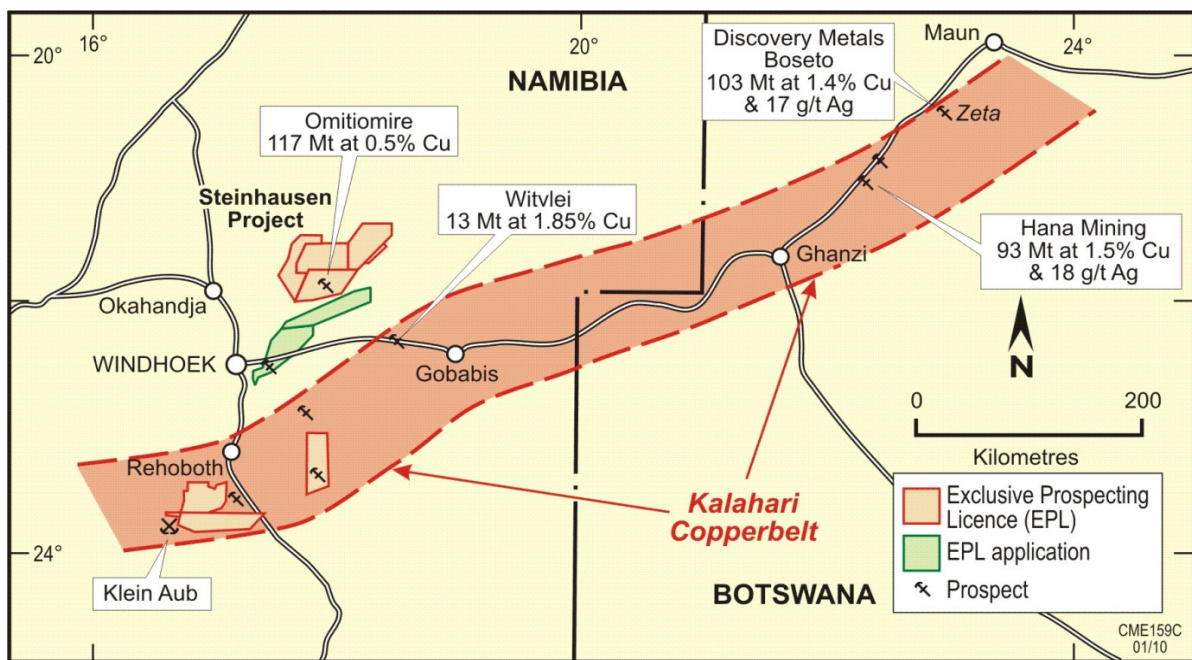 16°
20°
24°
20°
24°
NAMIBIA
Discovery Metals
Boseto
103 Mt at 1.4% Cu
& 17 g/t Ag
Maun
Zeta
Omitiomire
117 Mt at 0.5% Cu
Steinhausen
Project
Witvlei
13 Mt at 1.85% Cu
Hana Mining
93 Mt at 1.5% Cu
& 18 g/t Ag
Ghanzi
Okahandja
WINDHOEK
Gobabis
N
0
200
Kilometres
Rehoboth
Kalahari
Copperbelt
Klein Aub
BOTSWANA
Exclusive Prospecting
Licence (EPL)
EPL application
Prospect
CME159C
01/10